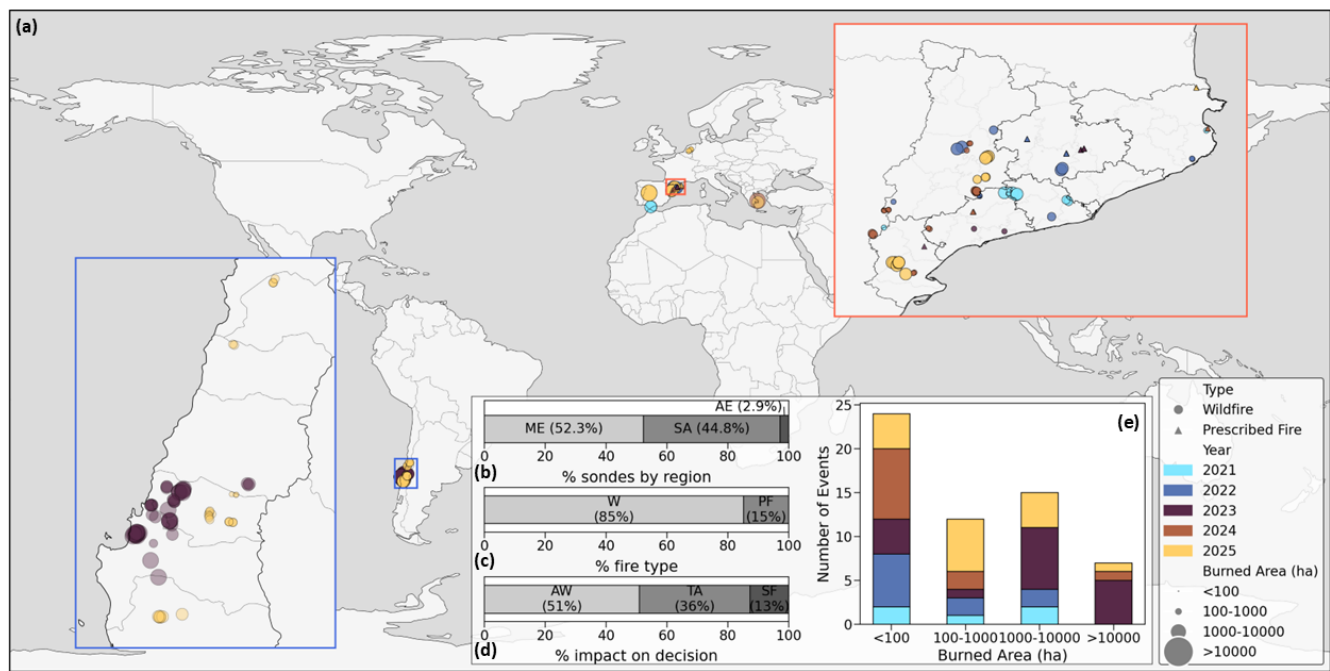 (a)
AE (2.9%)
ME (52.3%)
SA (44.8%)
0 20 40 60 80 100
(b)
% sondes by region
W
(85%)
PF
(15%)
0 20 40 60 80 100
(c)
% fire type
AW
(51%)
TA
(36%)
SF
(13%)
0 20 40 60 80 100
(d)
% impact on decision
(e)
Number of Events
25
20
15
10
5
0
<100
100-1000
1000-10000
>10000
Burned Area (ha)
Type
Wildfire
Prescribed Fire
Year
2021
2022
2023
2024
2025
Burned Area (ha)
<100
100-1000
1000-10000
>10000